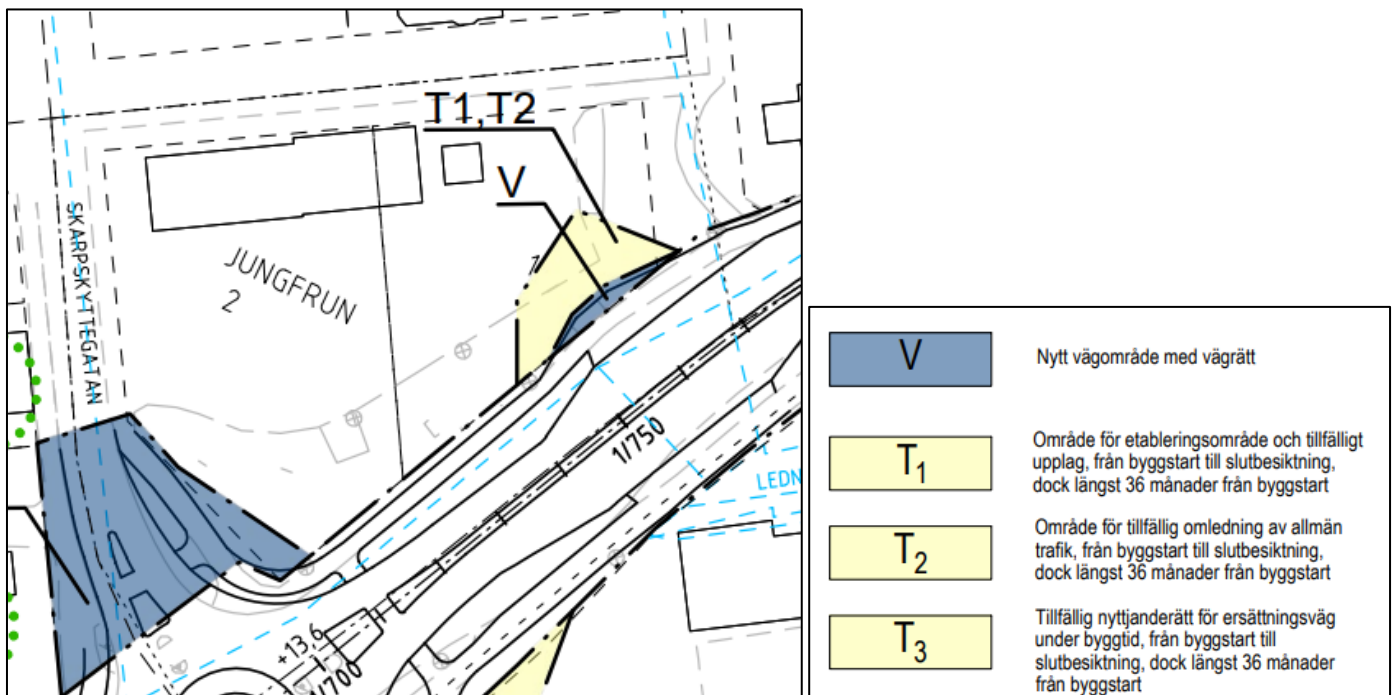 T1,T2
V
SKARPSKYTTEGATAN
JUNGFRUN
2
1
1/750
LEDN
+13.6
1/700
V
Nytt vägområde med vägrätt
T₁
Område för etableringsområde och tillfälligt
upplag, från byggstart till slutbesiktning,
dock längst 36 månader från byggstart
T₂
Område för tillfällig omledning av allmän
trafik, från byggstart till slutbesiktning,
dock längst 36 månader från byggstart
T₃
Tillfällig nyttjanderätt för ersättningsväg
under byggtid, från byggstart till
slutbesiktning, dock längst 36 månader
från byggstart